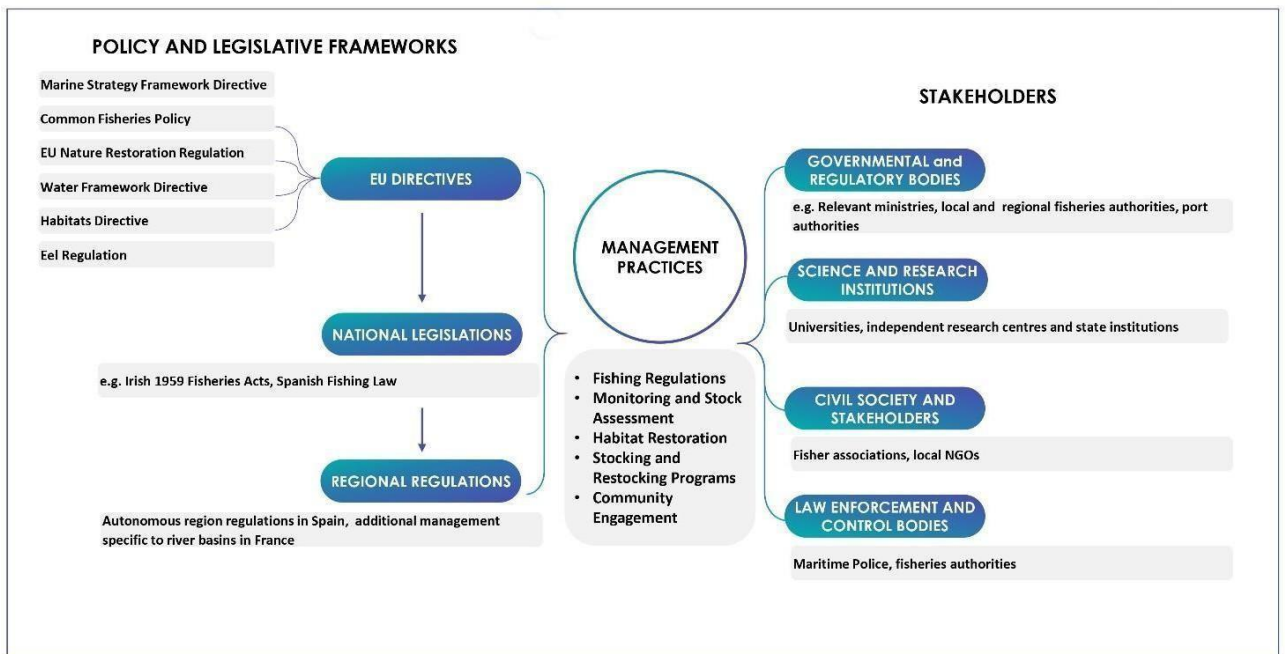 POLICY AND LEGISLATIVE FRAMEWORKS
Marine Strategy Framework Directive
Common Fisheries Policy
EU Nature Restoration Regulation
Water Framework Directive
Habitats Directive
Eel Regulation
EU DIRECTIVES
NATIONAL LEGISLATIONS
e.g. Irish 1959 Fisheries Acts, Spanish Fishing Law
REGIONAL REGULATIONS
Autonomous region regulations in Spain, additional management
specific to river basins in France
MANAGEMENT
PRACTICES
• Fishing Regulations
• Monitoring and Stock
Assessment
• Habitat Restoration
• Stocking and
Restocking Programs
• Community
Engagement
STAKEHOLDERS
GOVERNMENTAL and
REGULATORY BODIES
e.g. Relevant ministries, local and regional fisheries authorities, port
authorities
SCIENCE AND RESEARCH
INSTITUTIONS
Universities, independent research centres and state institutions
CIVIL SOCIETY AND
STAKEHOLDERS
Fisher associations, local NGOs
LAW ENFORCEMENT AND
CONTROL BODIES
Maritime Police, fisheries authorities